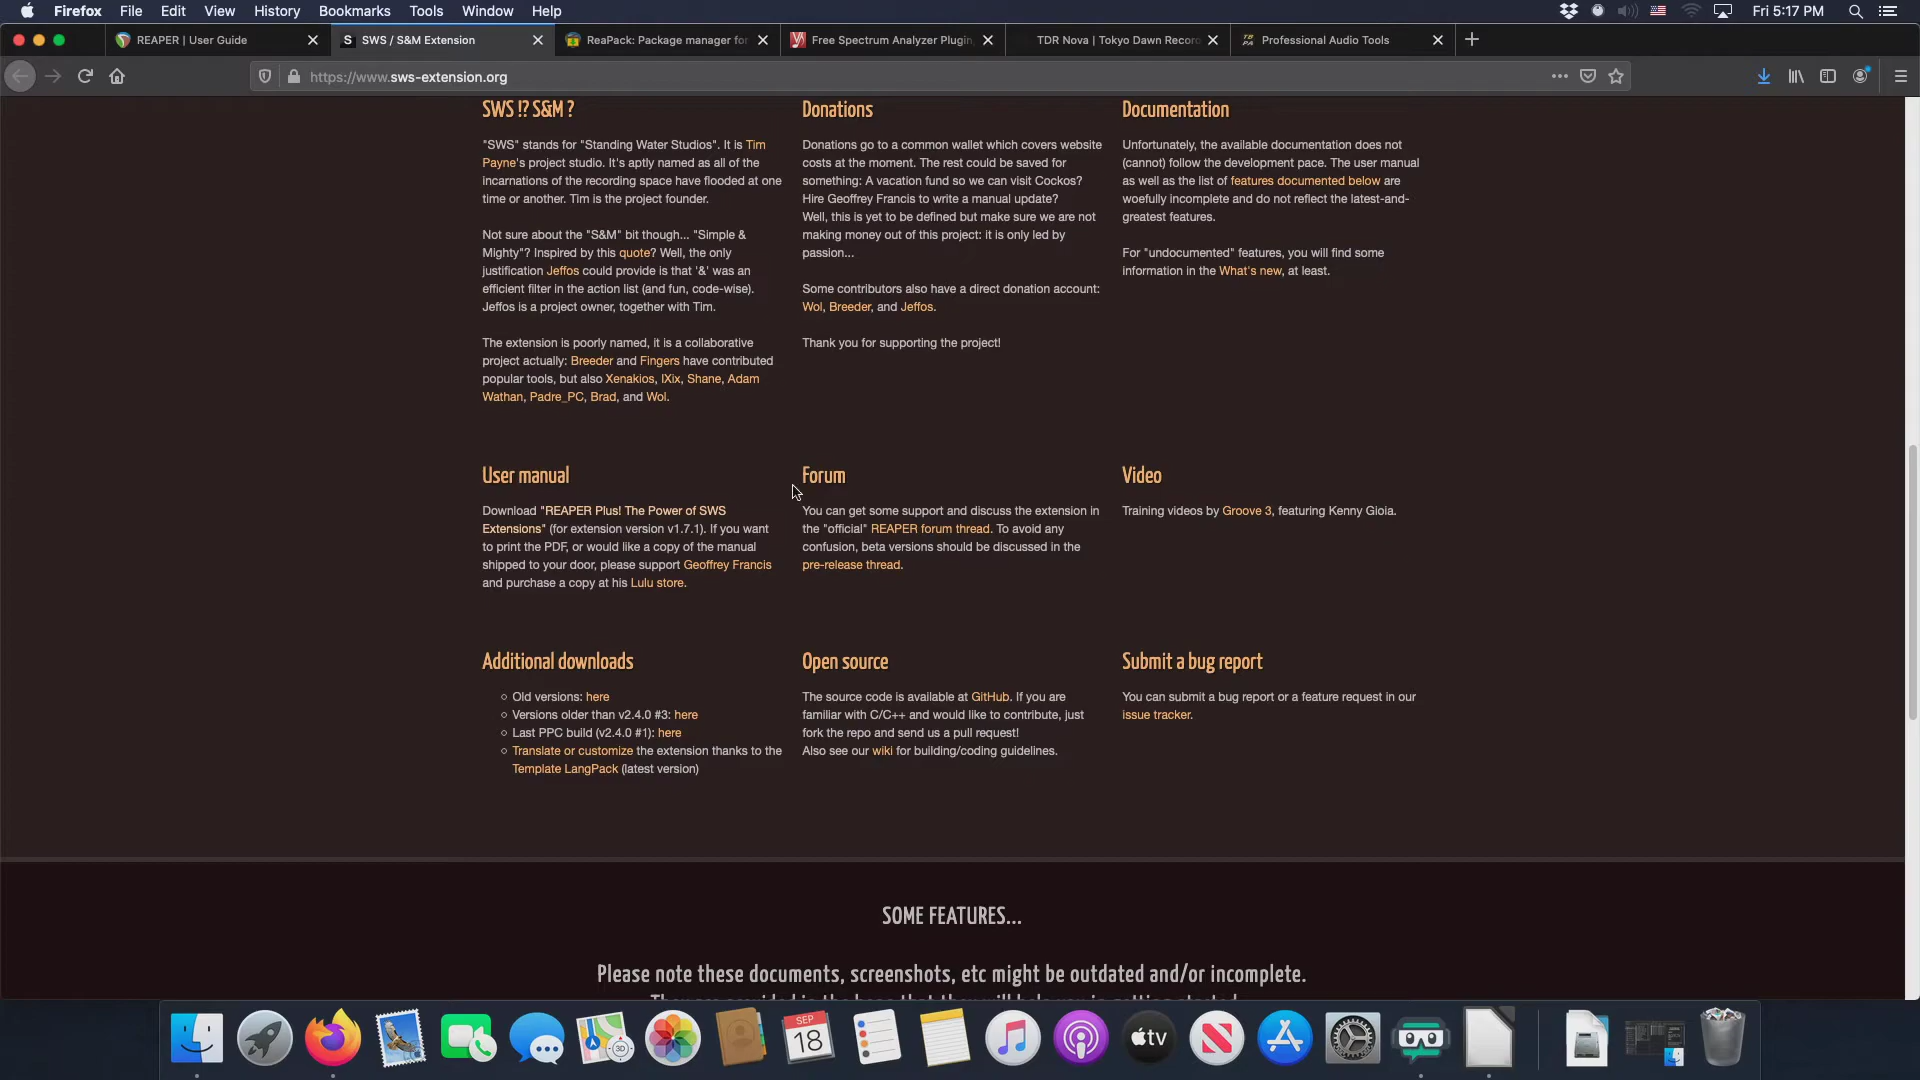 Firefox File Edit View History Bookmarks Tools Window Help Fri 5:17 PM
REAPER | User Guide
SWS / S&M Extension
ReaPack: Package manager for
Free Spectrum Analyzer Plugin
TDR Nova | Tokyo Dawn Recor
Professional Audio Tools
https://www.sws-extension.org
SWS !? S&M ?
"SWS" stands for "Standing Water Studios". It is Tim
Payne's project studio. It's aptly named as all of the
incarnations of the recording space have flooded at one
time or another. Tim is the project founder.
Not sure about the "S&M" bit though... "Simple &
Mighty"? Inspired by this quote? Well, the only
justification Jeffos could provide is that '&' was an
efficient filter in the action list (and fun, code-wise).
Jeffos is a project owner, together with Tim.
The extension is poorly named, it is a collaborative
project actually: Breeder and Fingers have contributed
popular tools, but also Xenakios, IXix, Shane, Adam
Wathan, Padre_PC, Brad, and Wol.
Donations
Donations go to a common wallet which covers website
costs at the moment. The rest could be saved for
something: A vacation fund so we can visit Cockos?
Hire Geoffrey Francis to write a manual update?
Well, this is yet to be defined but make sure we are not
making money out of this project: it is only led by
passion...
Some contributors also have a direct donation account:
Wol, Breeder, and Jeffos.
Thank you for supporting the project!
Documentation
Unfortunately, the available documentation does not
(cannot) follow the development pace. The user manual
as well as the list of features documented below are
woefully incomplete and do not reflect the latest-and-
greatest features.
For "undocumented" features, you will find some
information in the What's new, at least.
User manual
Download "REAPER Plus! The Power of SWS
Extensions" (for extension version v1.7.1). If you want
to print the PDF, or would like a copy of the manual
shipped to your door, please support Geoffrey Francis
and purchase a copy at his Lulu store.
Forum
You can get some support and discuss the extension in
the "official" REAPER forum thread. To avoid any
confusion, beta versions should be discussed in the
pre-release thread.
Video
Training videos by Groove 3, featuring Kenny Gioia.
Additional downloads
Old versions: here
Versions older than v2.4.0 #3: here
Last PPC build (v2.4.0 #1): here
Translate or customize the extension thanks to the
Template LangPack (latest version)
Open source
The source code is available at GitHub. If you are
familiar with C/C++ and would like to contribute, just
fork the repo and send us a pull request!
Also see our wiki for building/coding guidelines.
Submit a bug report
You can submit a bug report or a feature request in our
issue tracker.
SOME FEATURES...
Please note these documents, screenshots, etc might be outdated and/or incomplete.
SEP
18
3D
tv